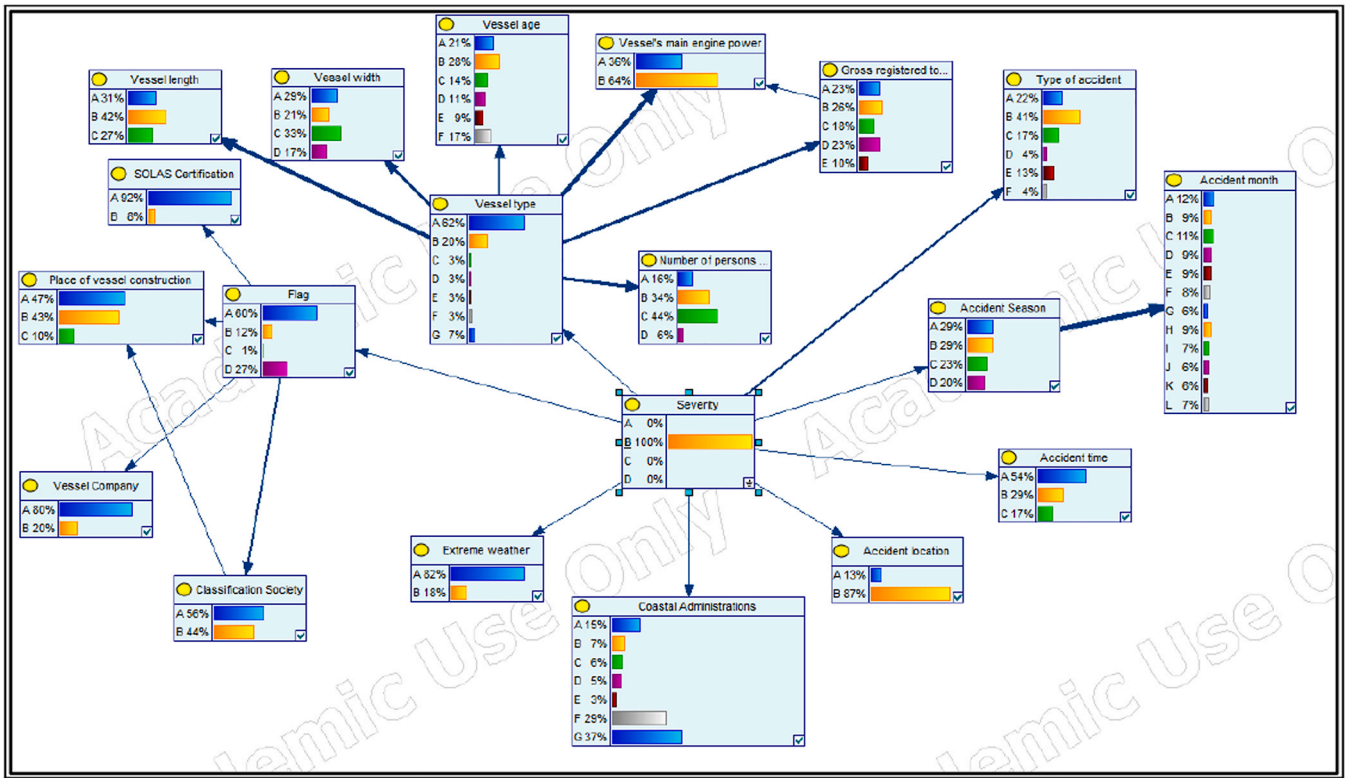 Vessel age
A 21%
B 28%
C 14%
D 11%
E 9%
F 17%
Vessel's main engine power
A 36%
B 64%
Vessel length
A 31%
B 42%
C 27%
Vessel width
A 29%
B 21%
C 33%
D 17%
Gross registered to...
A 23%
B 26%
C 18%
D 23%
E 10%
Type of accident
A 22%
B 41%
C 17%
D 4%
E 13%
F 4%
SOLAS Certification
A 92%
B 8%
Accident month
A 12%
B 9%
C 11%
D 9%
E 9%
F 8%
G 6%
H 9%
I 7%
J 6%
K 6%
L 7%
Vessel type
A 62%
B 20%
C 3%
D 3%
E 3%
F 3%
G 7%
Number of persons ...
A 16%
B 34%
C 44%
D 6%
Place of vessel construction
A 47%
B 43%
C 10%
Flag
A 60%
B 12%
C 1%
D 27%
Accident Season
A 29%
B 29%
C 23%
D 20%
Severity
A 0%
B 100%
C 0%
D 0%
Accident time
A 54%
B 29%
C 17%
Vessel Company
A 80%
B 20%
Extreme weather
A 82%
B 18%
Accident location
A 13%
B 87%
Classification Society
A 56%
B 44%
Coastal Administrations
A 15%
B 7%
C 6%
D 5%
E 3%
F 29%
G 37%
Academic Use Only